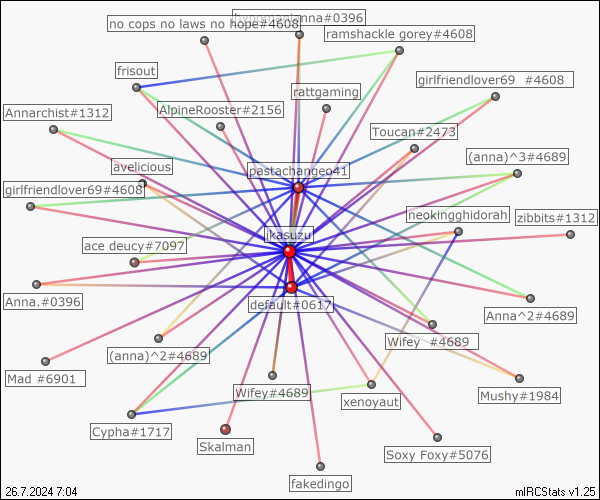 no cops no laws no hope#4608
anna#0396
ramshackle gorey#4608
frisout
girlfriendlover69 #4608
rattgaming
Annarchist#1312
AlpineRooster#2156
Toucan#2473
avelicious
pastachangeo41
(anna)^3#4689
girlfriendlover69#4608
neokingghidorah
zibbits#1312
ikasuzu
ace deucy#7097
Anna.#0396
default#0617
Anna^2#4689
Wifey #4689
(anna)^2#4689
Mad #6901
Wifey#4689
xenoyaut
Mushy#1984
Cypha#1717
Skalman
Soxy Foxy#5076
fakedingo
26.7.2024 7:04
mIRCStats v1.25